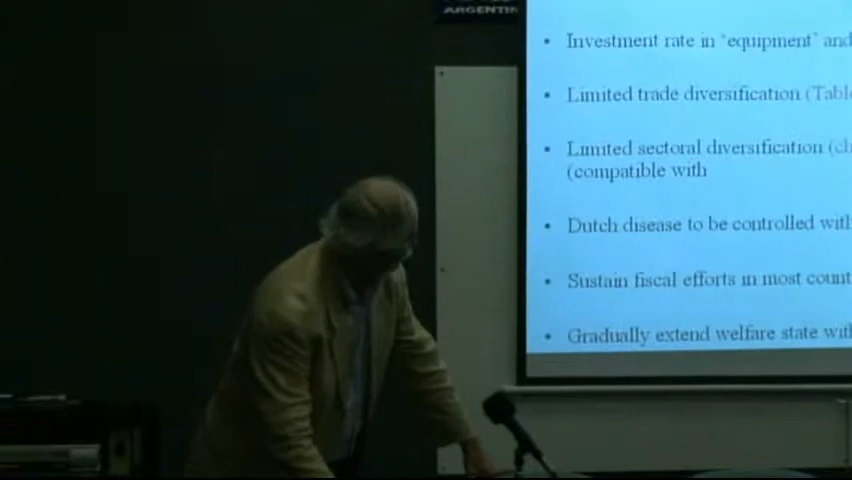 ARGENTIN
• Investment rate in "equipment" and
• Limited trade diversification (Tabl
• Limited sectoral diversification (ch
(compatible with
• Dutch disease to be controlled with
• Sustain fiscal efforts in most count
• Gradually extend welfare state with